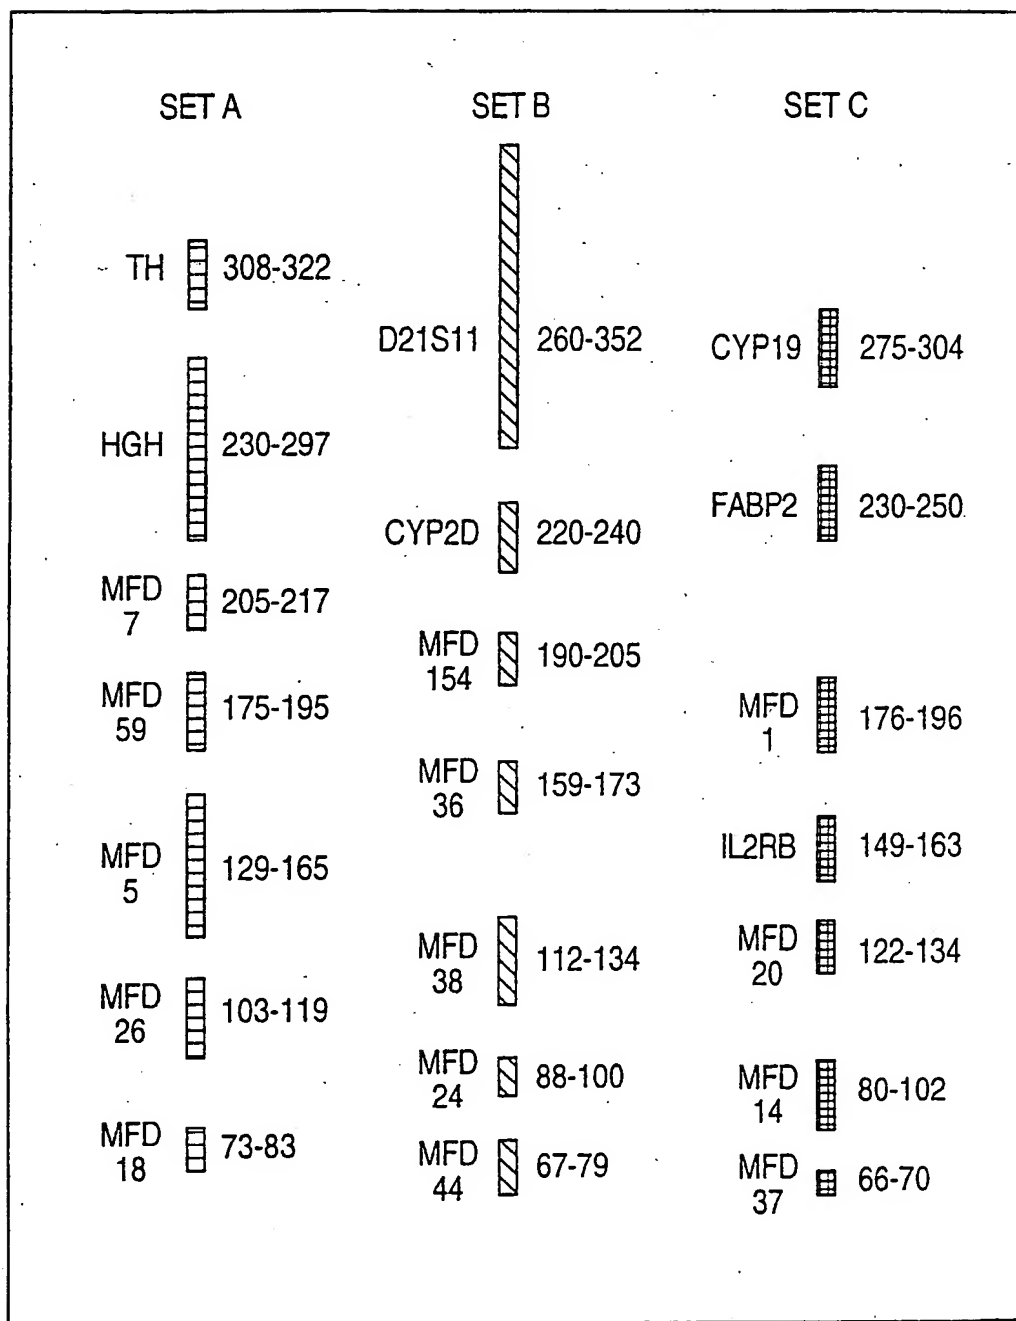 SET A
SET B
SET C
TH 308-322
HGH 230-297
MFD
7
205-217
MFD
59
175-195
MFD
5
129-165
MFD
26
103-119
MFD
18
73-83
D21S11 260-352
CYP2D 220-240
MFD
154
190-205
MFD
36
159-173
MFD
38
112-134
MFD
24
88-100
MFD
44
67-79
CYP19 275-304
FABP2 230-250
MFD
1
176-196
IL2RB 149-163
MFD
20
122-134
MFD
14
80-102
MFD
37
66-70